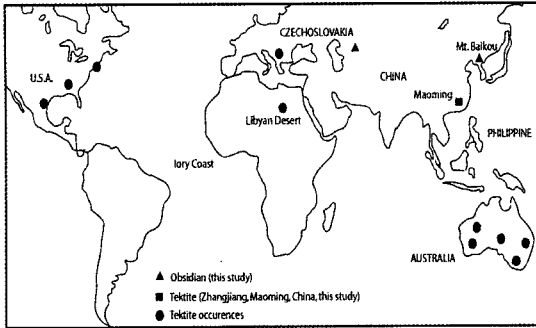 CZECHOSLOVAKIA
Mt. Baikou
U.S.A.
CHINA
Maoming
Libyan Desert
PHILIPPINE
Iory Coast
AUSTRALIA
Obsidian (this study)
Tektite (Zhangjiang, Maoming, China, this study)
Tektite occurences